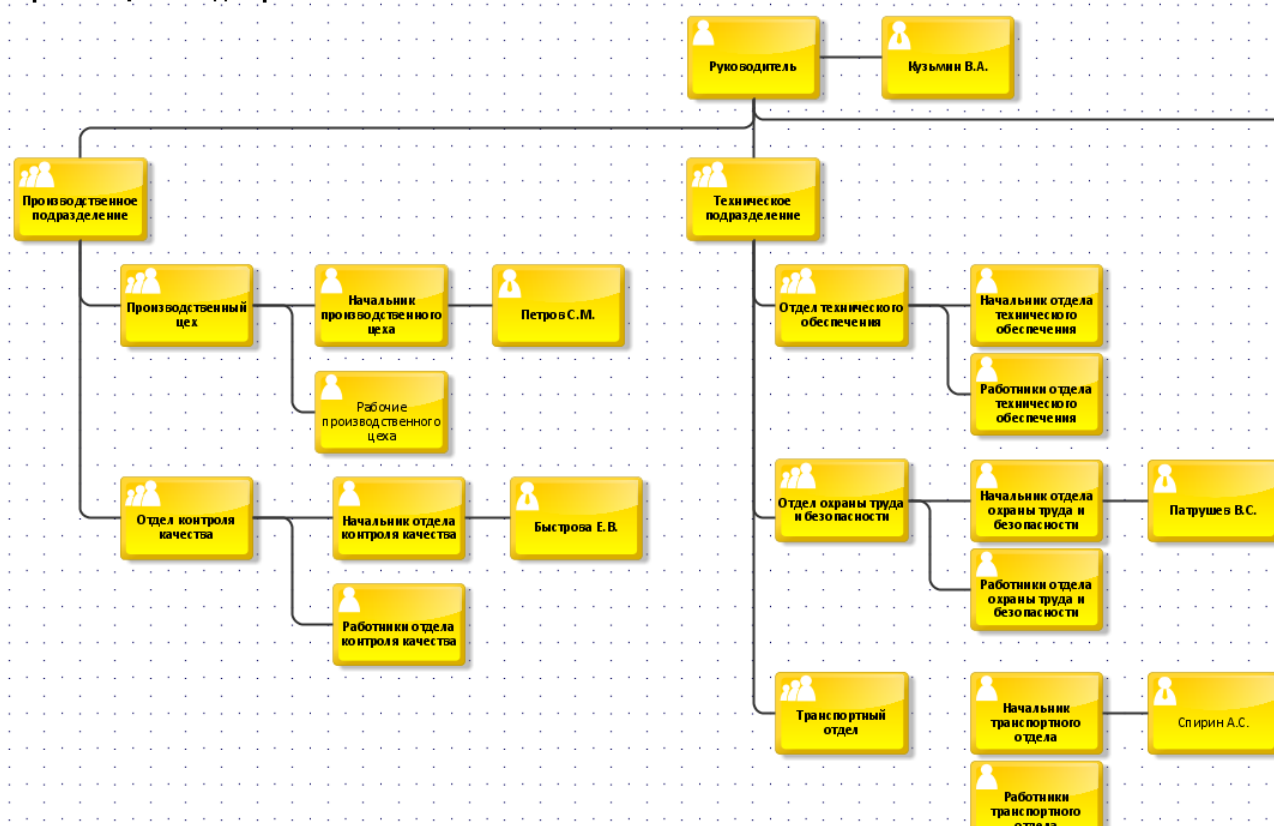 Руководитель
Кузьмин В.А.
Производственное
подразделение
Техническое
подразделение
Производственный
цех
Начальник
производственного
цеха
Петров С.М.
Рабочие
производственного
цеха
Отдел контроля
качества
Начальник отдела
контроля качества
Быстрова Е.В.
Работники отдела
контроля качества
Отдел технического
обеспечения
Начальник отдела
технического
обеспечения
Работники отдела
технического
обеспечения
Отдел охраны труда
и безопасности
Начальник отдела
охраны труда и
безопасности
Патрушев В.С.
Работники отдела
охраны труда и
безопасности
Транспортный
отдел
Начальник
транспортного
отдела
Спирин А.С.
Работники
транспортного
отдела